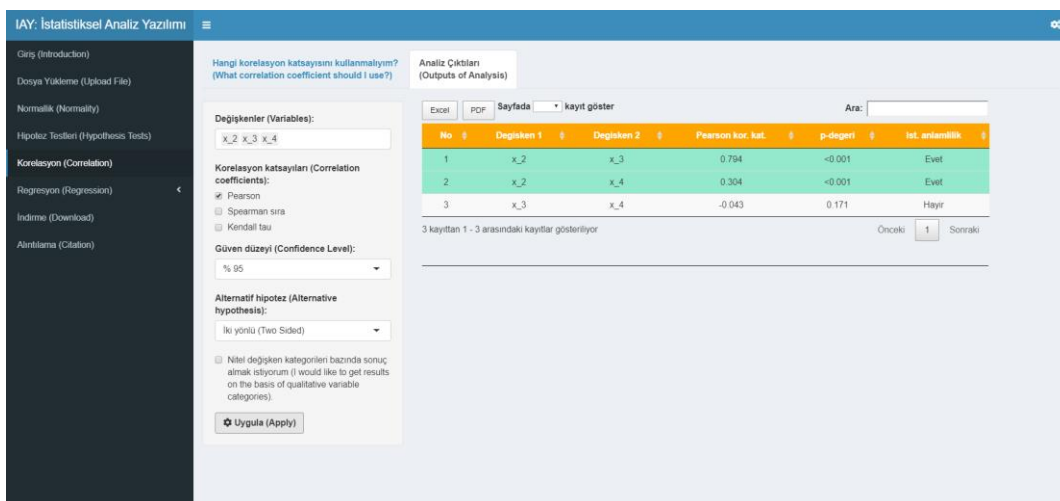 IAY: İstatistiksel Analiz Yazılımı
Giriş (Introduction)
Dosya Yükleme (Upload File)
Normallik (Normality)
Hipotez Testleri (Hypothesis Tests)
Korelasyon (Correlation)
Regresyon (Regression)
İndirme (Download)
Alıntılama (Citation)
Hangi korelasyon katsayısını kullanmalıyım?
(What correlation coefficient should I use?)
Analiz Çıktıları
(Outputs of Analysis)
Değişkenler (Variables):
x_2 x_3 x_4
Korelasyon katsayıları (Correlation
coefficients):
Pearson
Spearman sıra
Kendall tau
Güven düzeyi (Confidence Level):
% 95
Alternatif hipotez (Alternative
hypothesis):
İki yönlü (Two Sided)
Nitel değişken kategorileri bazında sonuç
almak istiyorum (I would like to get results
on the basis of qualitative variable
categories)
Uygula (Apply)
Excel PDF Sayfada kayıt göster Ara:
No Degisken 1 Degisken 2 Pearson kor. kat. p-degeri Ist. anlamlilik
1 x_2 x_3 0.794 <0.001 Evet
2 x_2 x_4 0.304 <0.001 Evet
3 x_3 x_4 -0.043 0.171 Hayir
3 kayıttan 1 - 3 arasındaki kayıtlar gösteriliyor
Önceki 1 Sonraki